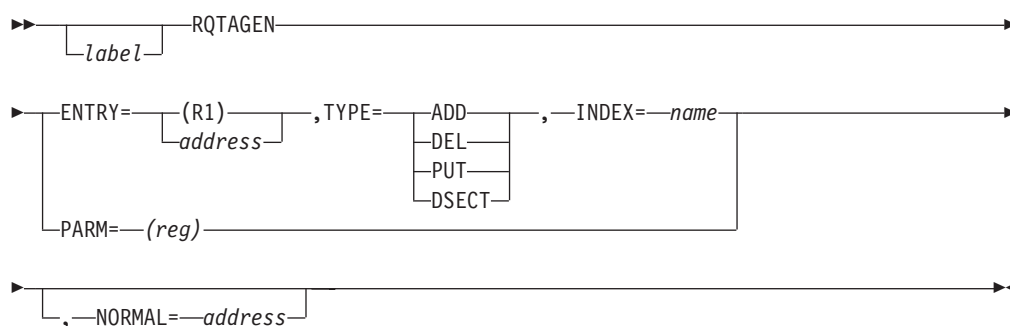 RQTAGEN
label
ENTRY= (R1) ,TYPE= ADD , INDEX= name
address DEL
PUT
DSECT
PARM= (reg)
, NORMAL= address